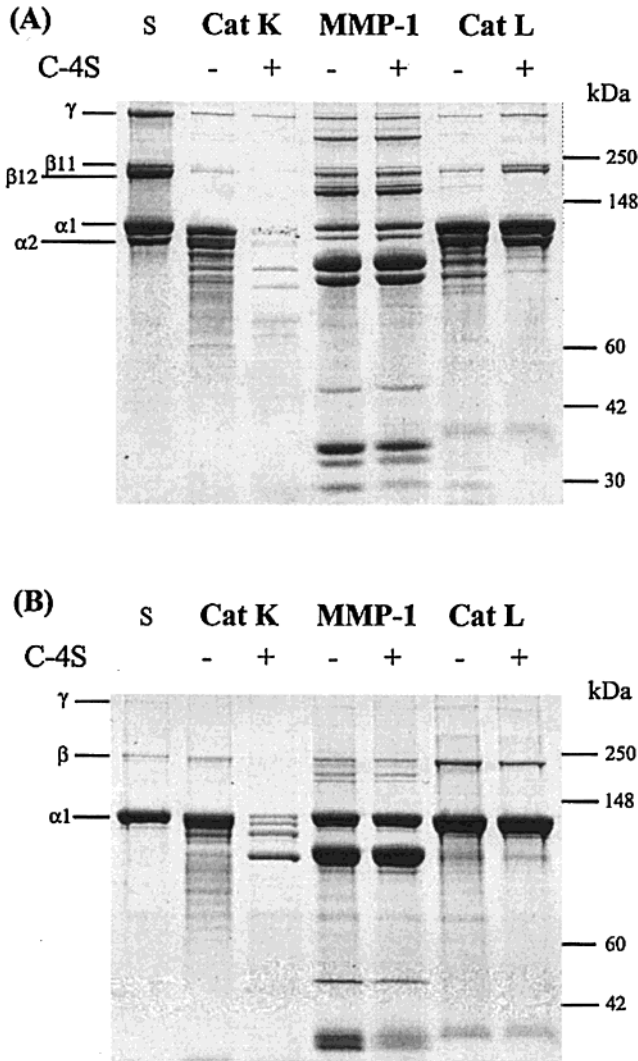 (A)
S Cat K MMP-1 Cat L
C-4S - + - + - +
kDa
γ
β11
β12
α1
α2
250
148
60
42
30
(B)
S Cat K MMP-1 Cat L
C-4S - + - + - +
kDa
γ
β
α1
250
148
60
42